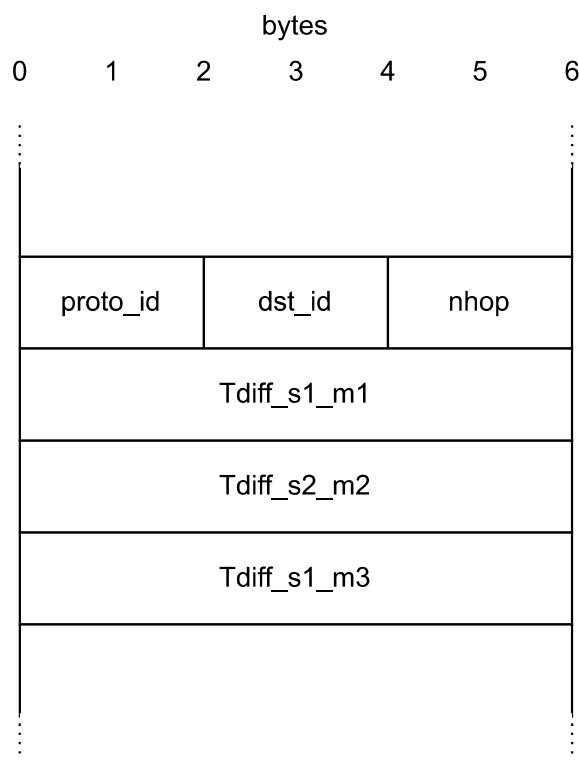 bytes
0 1 2 3 4 5 6
proto_id dst_id nhop
Tdiff_s1_m1
Tdiff_s2_m2
Tdiff_s1_m3